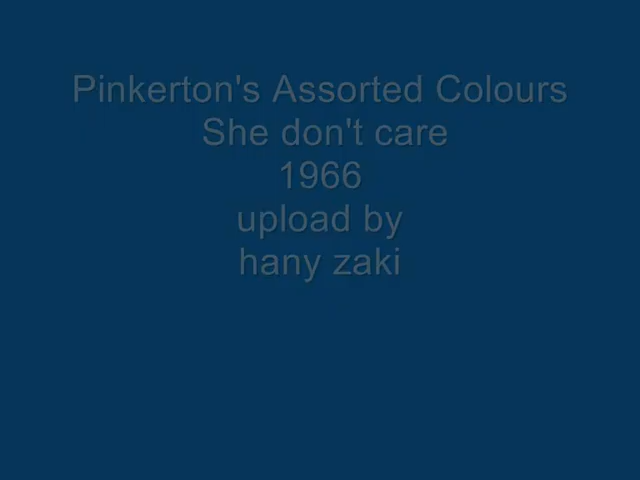 Pinkerton's Assorted Colours
She don't care
1966
upload by
hany zaki